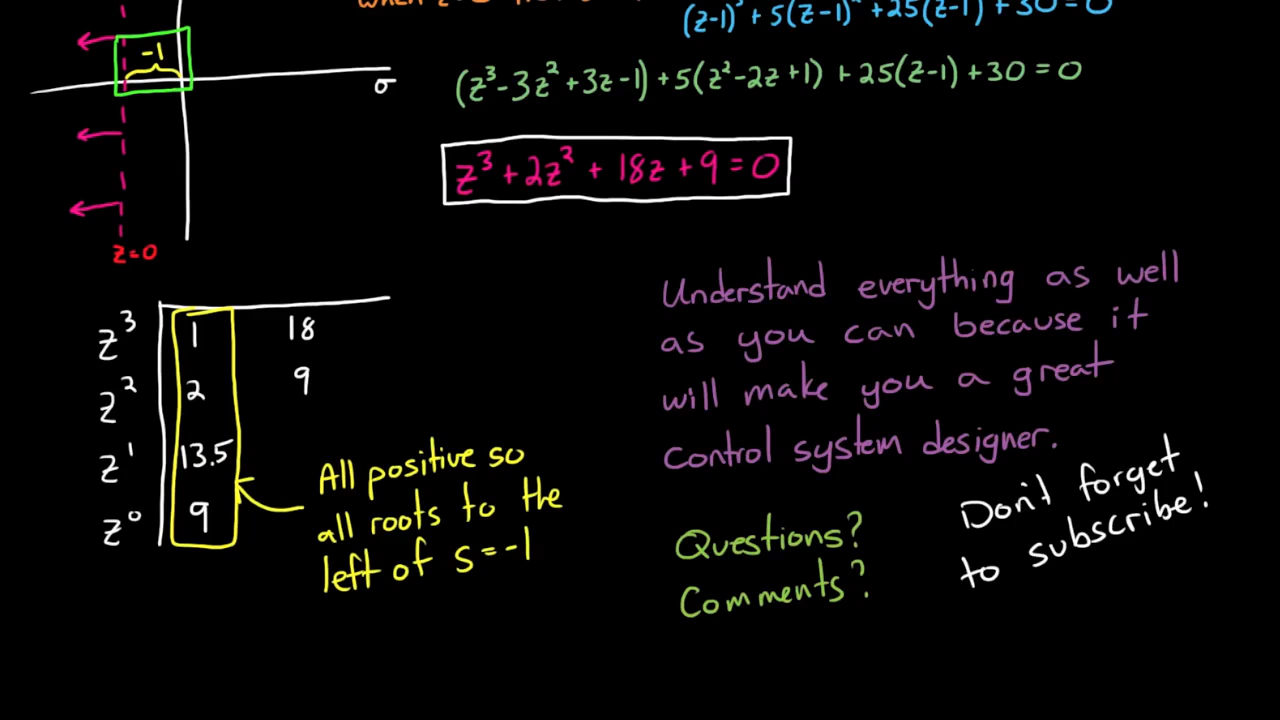 when
(z-1)³ + 5(z-1)² + 25(z-1) + 30 = 0
-1
σ
(z³-3z²+3z-1) + 5(z²-2z+1) + 25(z-1) + 30 = 0
z³ + 2z² + 18z + 9 = 0
z=0
z³ 1 18
z² 2 9
z¹ 13.5
z⁰ 9
All positive so
all roots to the
left of s=-1
Understand everything as well
as you can because it
will make you a great
control system designer.
Questions?
Comments?
Don't forget
to subscribe!